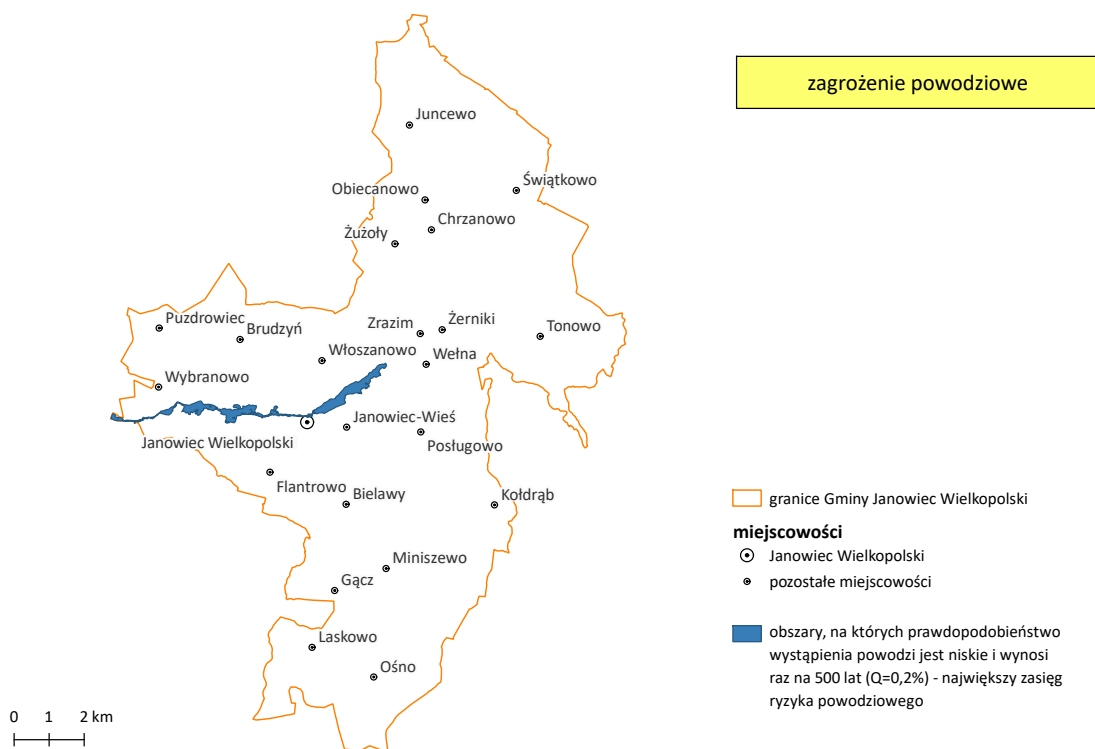 zagrożenie powodziowe
Juncewo
Świątkowo
Obiecanowo
Chrzanowo
Żużoły
Puzdrowiec
Brudzyń
Zrazim
Żerniki
Tonowo
Włoszanowo
Wełna
Wybranowo
Janowiec-Wieś
Janowiec Wielkopolski
Posługowo
Flantrowo
Bielawy
Kołdrąb
Miniszewo
Gącz
Laskowo
Ośno
granice Gminy Janowiec Wielkopolski
miejscowości
Janowiec Wielkopolski
pozostałe miejscowości
obszary, na których prawdopodobieństwo
wystąpienia powodzi jest niskie i wynosi
raz na 500 lat (Q=0,2%) - największy zasięg
ryzyka powodziowego
0 1 2 km